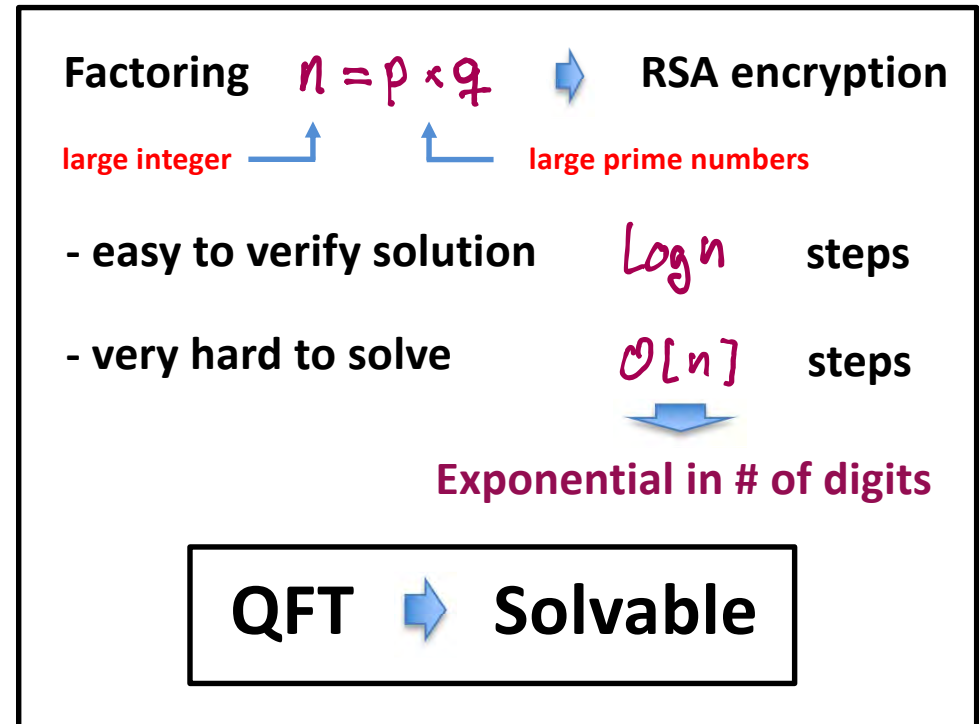 Factoring n = p × q RSA encryption
large integer large prime numbers
- easy to verify solution Log n steps
- very hard to solve O[n] steps
Exponential in # of digits
QFT Solvable